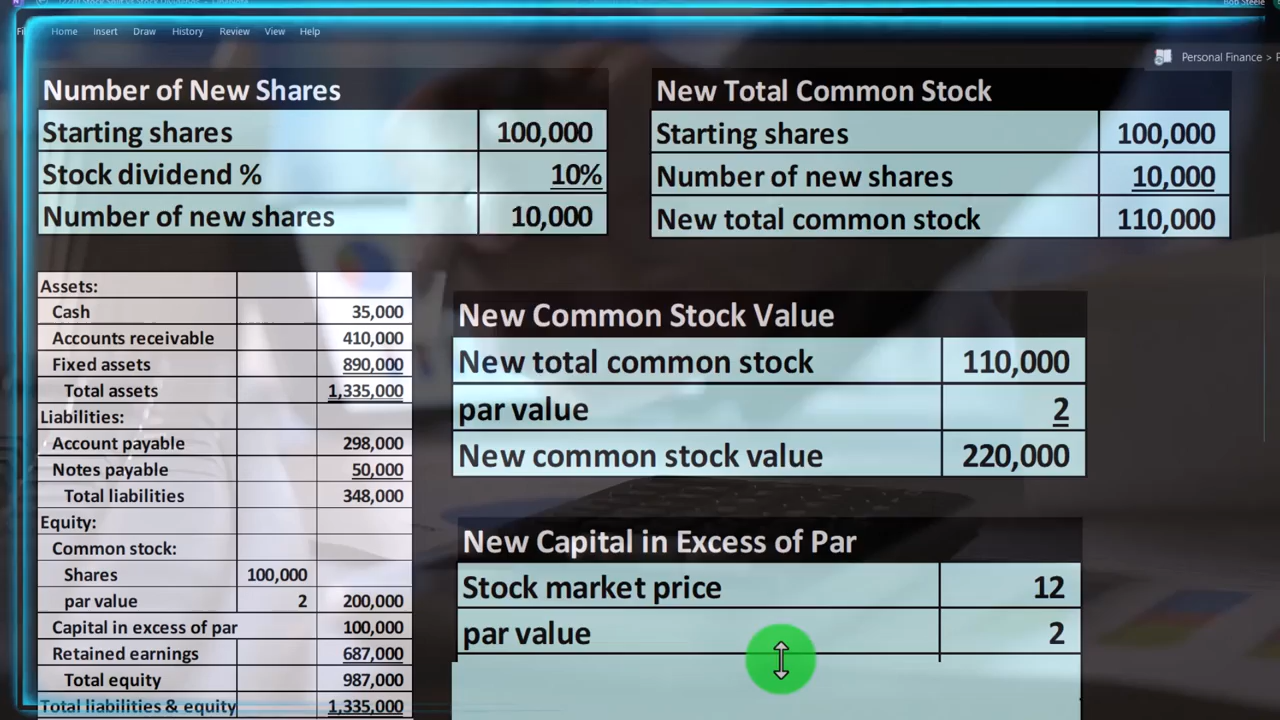 Home Insert Draw History Review View Help
Personal Finance >
Number of New Shares
Starting shares 100,000
Stock dividend % 10%
Number of new shares 10,000
New Total Common Stock
Starting shares 100,000
Number of new shares 10,000
New total common stock 110,000
Assets:
Cash 35,000
Accounts receivable 410,000
Fixed assets 890,000
Total assets 1,335,000
Liabilities:
Account payable 298,000
Notes payable 50,000
Total liabilities 348,000
Equity:
Common stock:
Shares 100,000
par value 2 200,000
Capital in excess of par 100,000
Retained earnings 687,000
Total equity 987,000
Total liabilities & equity 1,335,000
New Common Stock Value
New total common stock 110,000
par value 2
New common stock value 220,000
New Capital in Excess of Par
Stock market price 12
par value 2